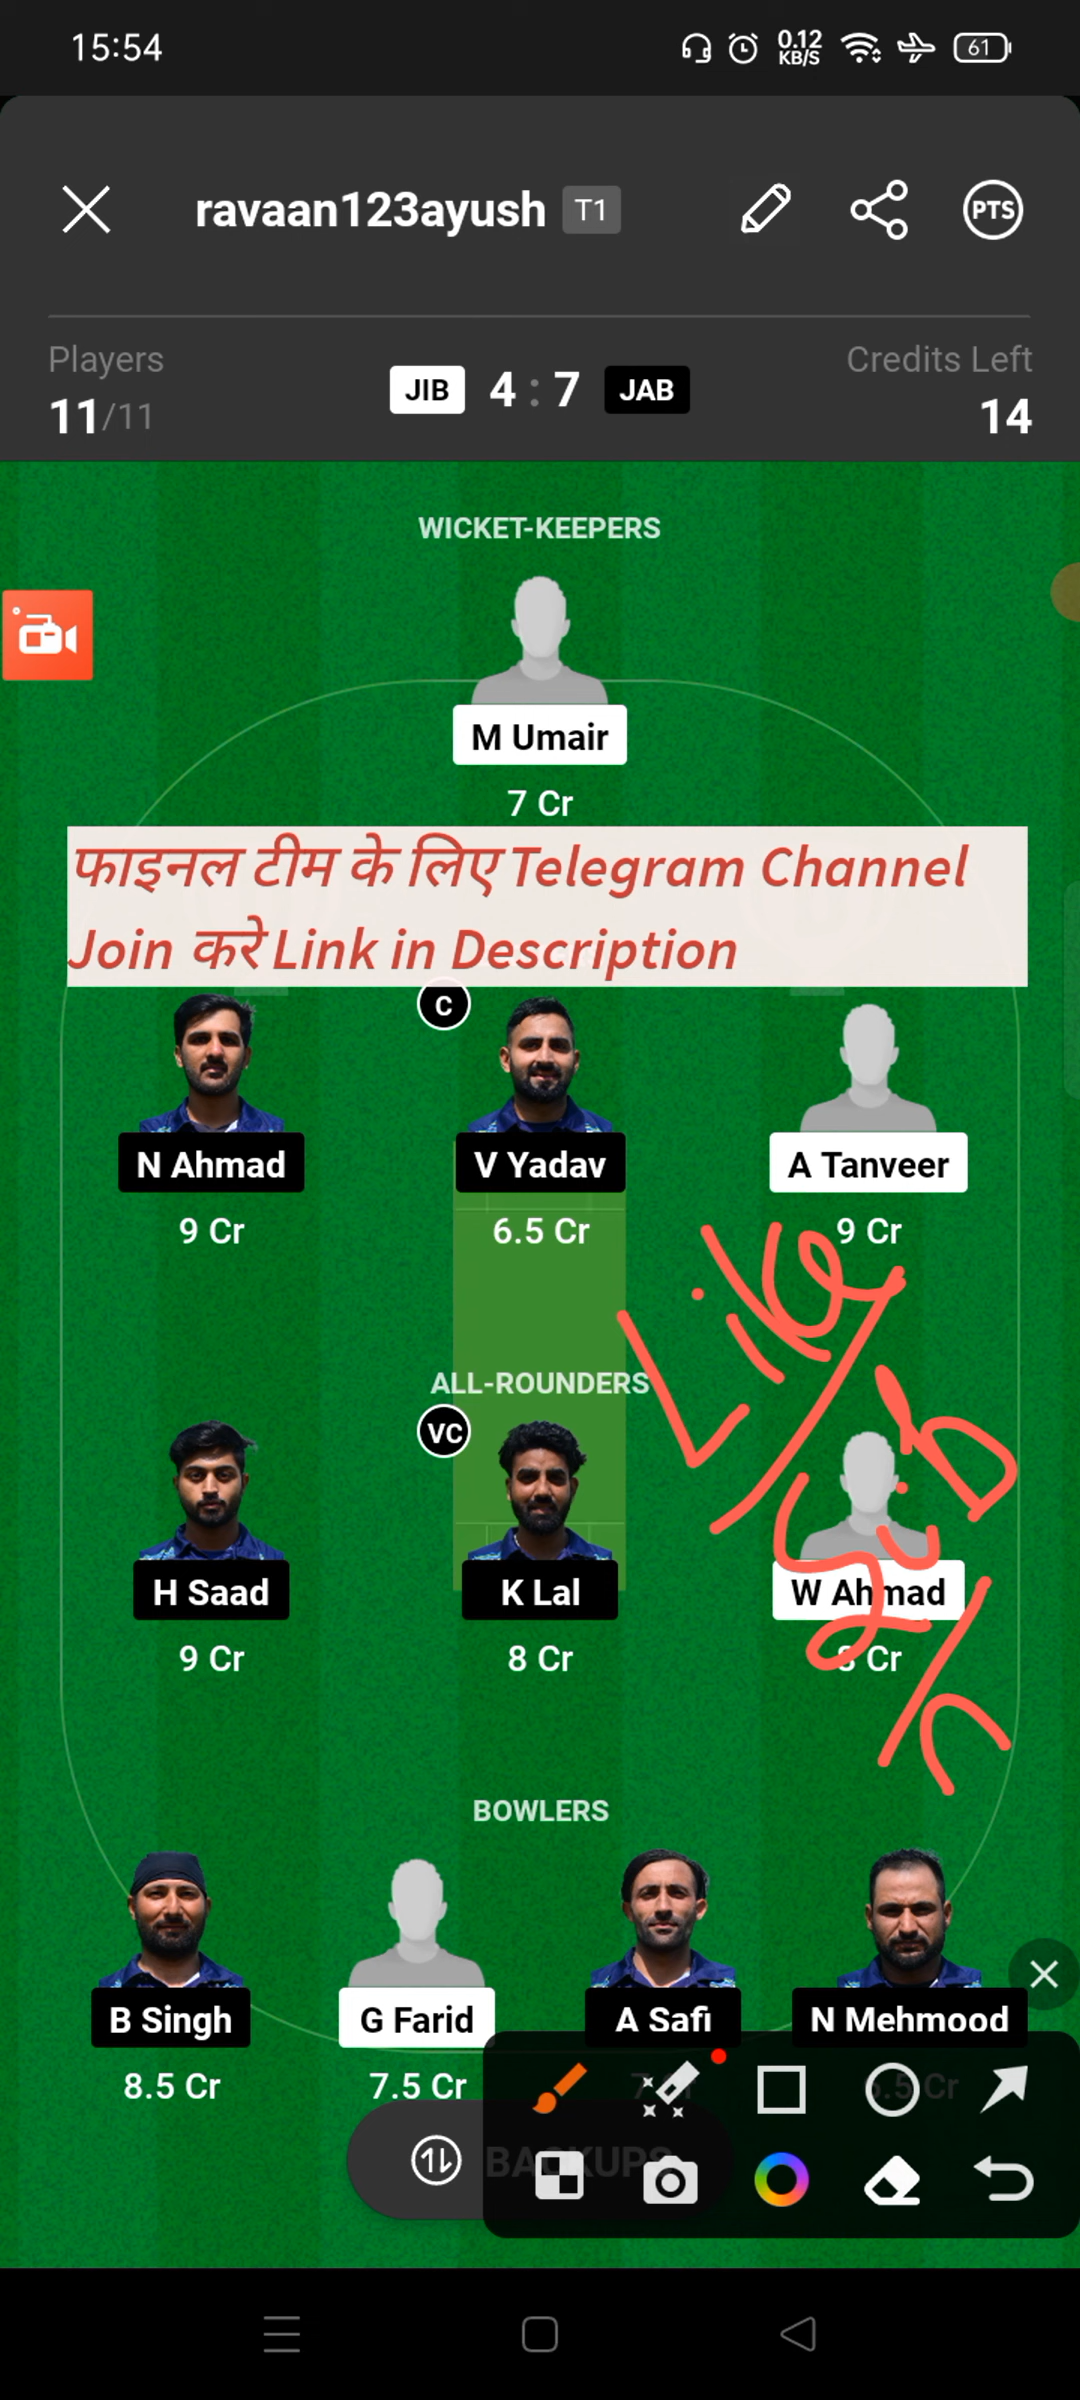 15:54
0.12 KB/S
61
ravaan123ayush T1
PTS
Players
11/11
JIB 4 : 7 JAB
Credits Left
14
WICKET-KEEPERS
M Umair
7 Cr
फाइनल टीम के लिए Telegram Channel
Join करे Link in Description
C
N Ahmad V Yadav A Tanveer
9 Cr 6.5 Cr 9 Cr
Like
ALL-ROUNDERS
VC
H Saad K Lal W Ahmad
9 Cr 8 Cr 8 Cr
BOWLERS
B Singh G Farid A Safi N Mehmood
8.5 Cr 7.5 Cr
BACKUPS